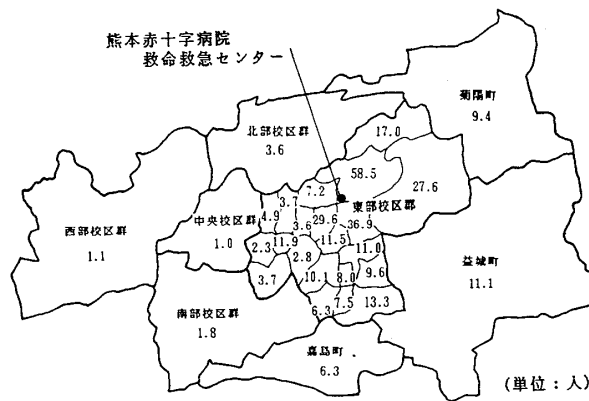 熊本赤十字病院
救命救急センター
菊陽町
9.4
北部校区群
3.6
17.0
58.5
27.6
7.2
3.7
東部校区郡
4.9
3.6
29.6
36.9
西部校区群
1.1
中央校区群
1.0
2.3
11.9
11.5
11.0
2.8
益城町
11.1
3.7
10.1
8.0
9.6
南部校区群
1.8
6.3
7.5
13.3
嘉島町
6.3
(単位：人)